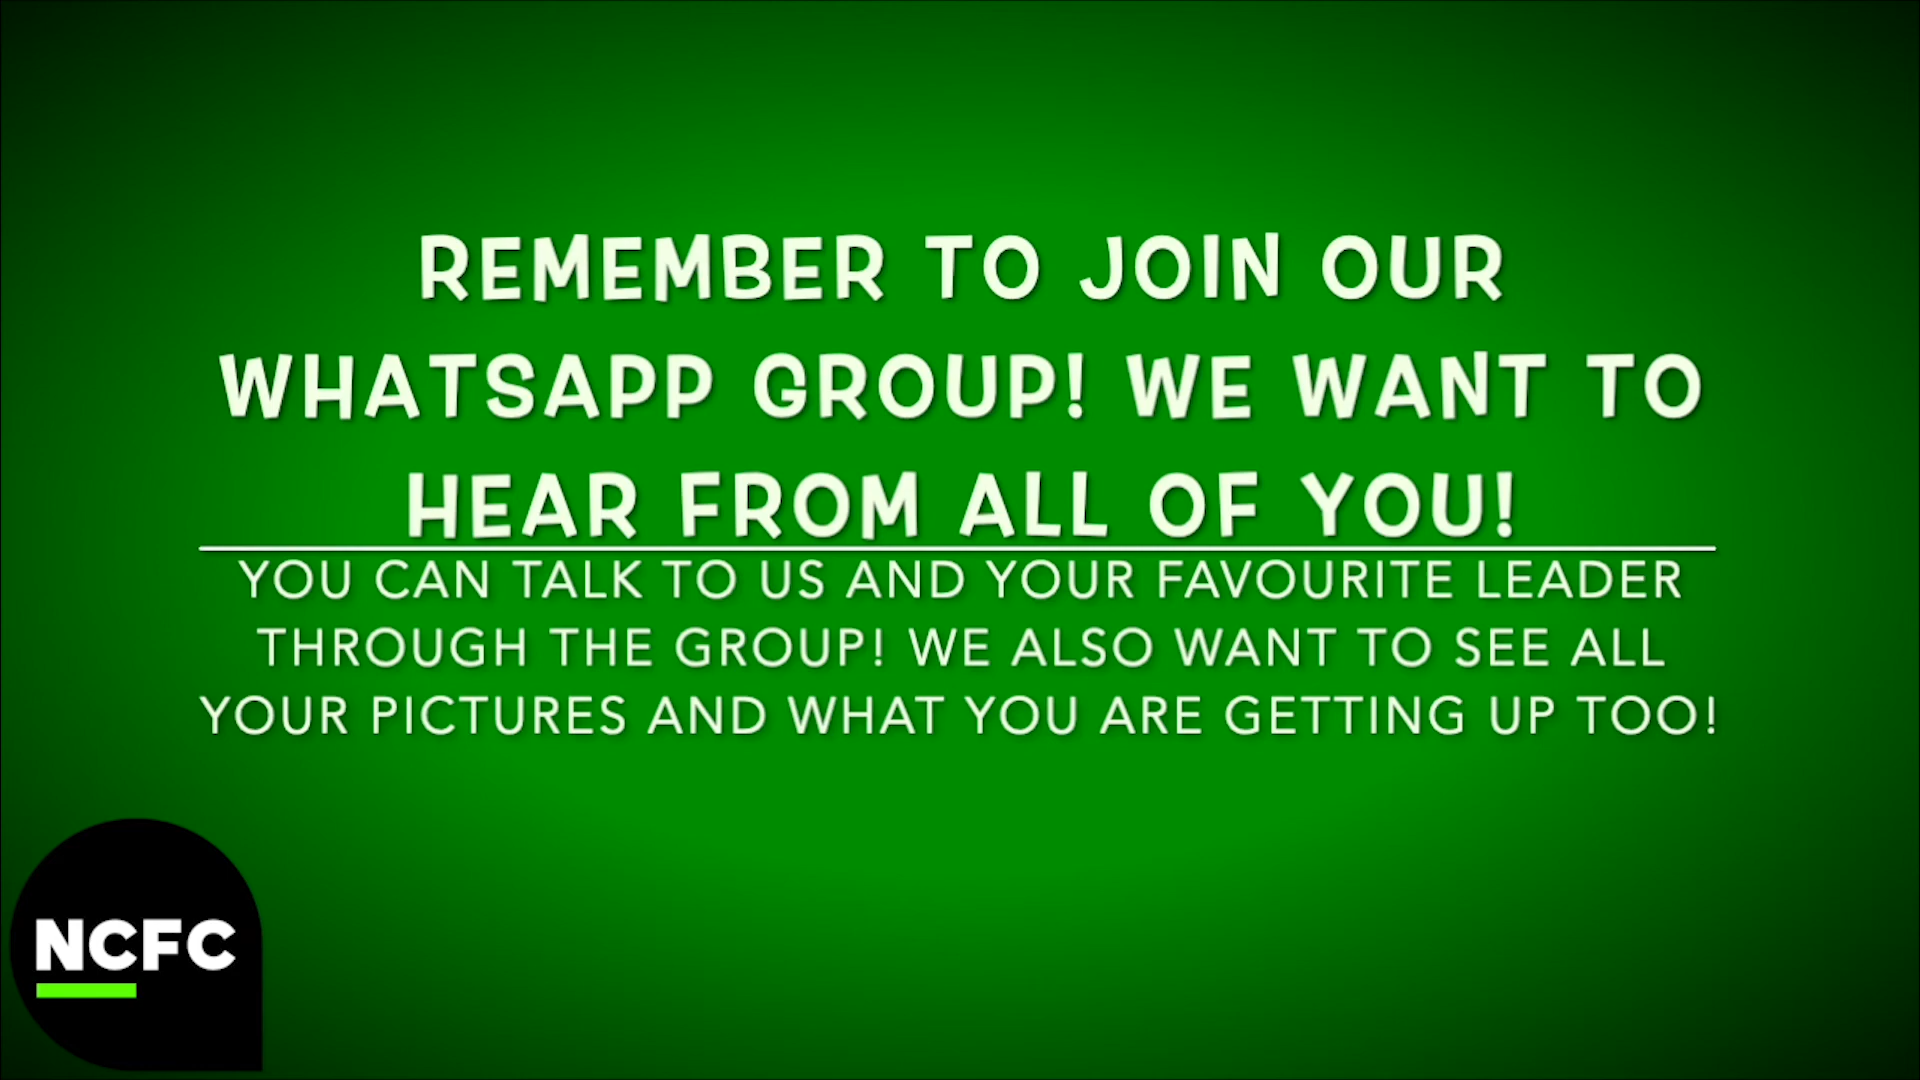 REMEMBER TO JOIN OUR
WHATSAPP GROUP! WE WANT TO
HEAR FROM ALL OF YOU!
YOU CAN TALK TO US AND YOUR FAVOURITE LEADER
THROUGH THE GROUP! WE ALSO WANT TO SEE ALL
YOUR PICTURES AND WHAT YOU ARE GETTING UP TOO!
NCFC